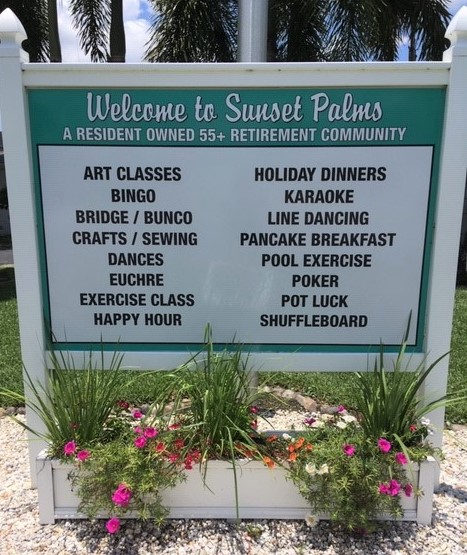 Welcome to Sunset Palms
A RESIDENT OWNED 55+ RETIREMENT COMMUNITY
ART CLASSES
BINGO
BRIDGE / BUNCO
CRAFTS / SEWING
DANCES
EUCHRE
EXERCISE CLASS
HAPPY HOUR
HOLIDAY DINNERS
KARAOKE
LINE DANCING
PANCAKE BREAKFAST
POOL EXERCISE
POKER
POT LUCK
SHUFFLEBOARD